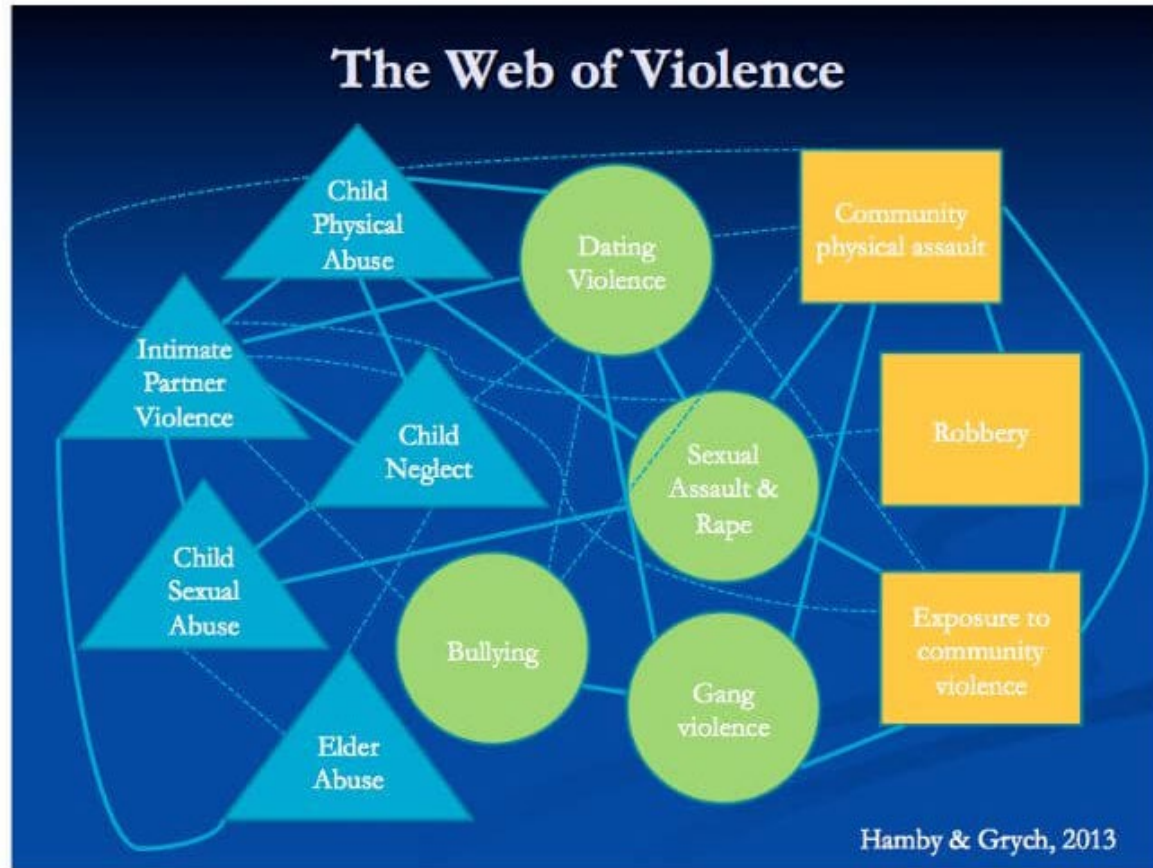 The Web of Violence
Child
Physical
Abuse
Dating
Violence
Community
physical assault
Intimate
Partner
Violence
Child
Neglect
Sexual
Assault &
Rape
Robbery
Child
Sexual
Abuse
Bullying
Gang
violence
Exposure to
community
violence
Elder
Abuse
Hamby & Grych, 2013